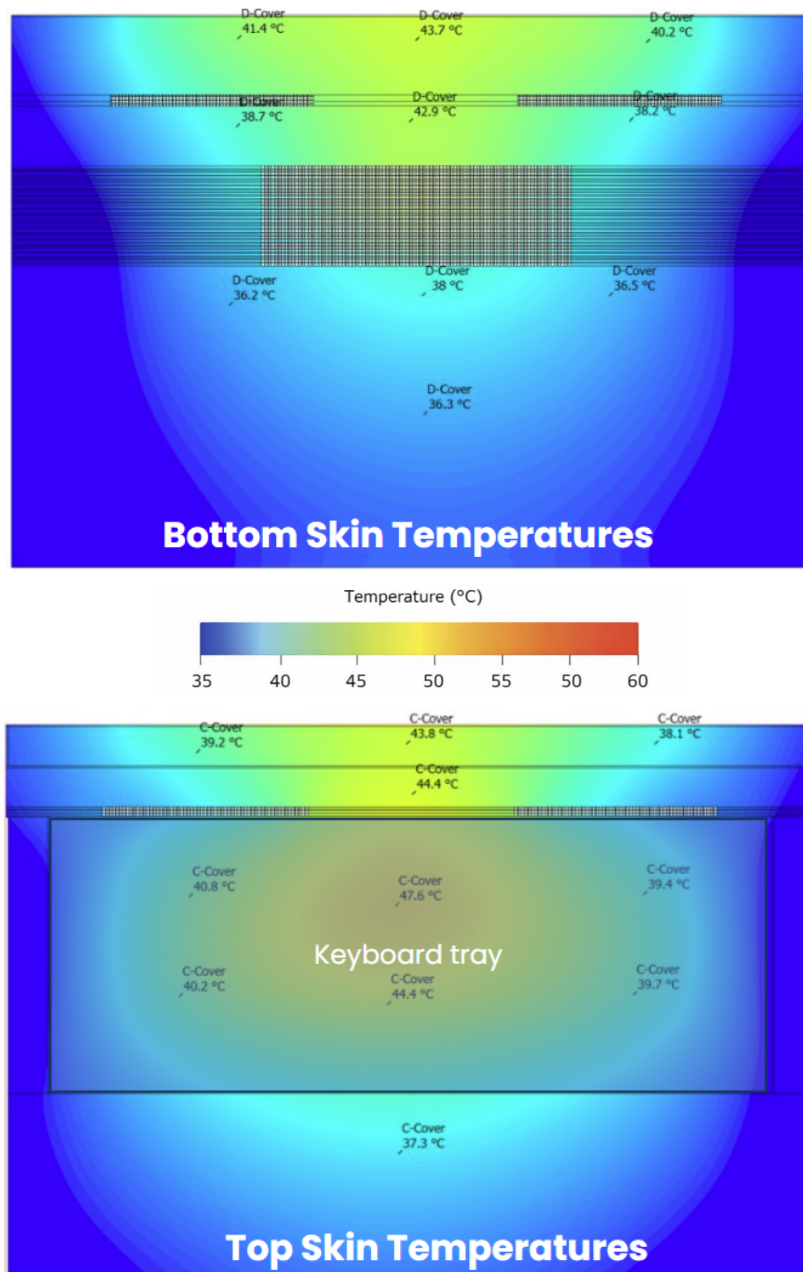 D-Cover
41.4 °C
D-Cover
43.7 °C
D-Cover
40.2 °C
D-Cover
38.7 °C
D-Cover
42.9 °C
D-Cover
38.2 °C
D-Cover
36.2 °C
D-Cover
38 °C
D-Cover
36.5 °C
D-Cover
36.3 °C
Bottom Skin Temperatures
Temperature (°C)
35 40 45 50 55 50 60
C-Cover
39.2 °C
C-Cover
43.8 °C
C-Cover
38.1 °C
C-Cover
44.4 °C
C-Cover
40.8 °C
C-Cover
47.6 °C
C-Cover
39.4 °C
Keyboard tray
C-Cover
40.2 °C
C-Cover
44.4 °C
C-Cover
39.7 °C
C-Cover
37.3 °C
Top Skin Temperatures